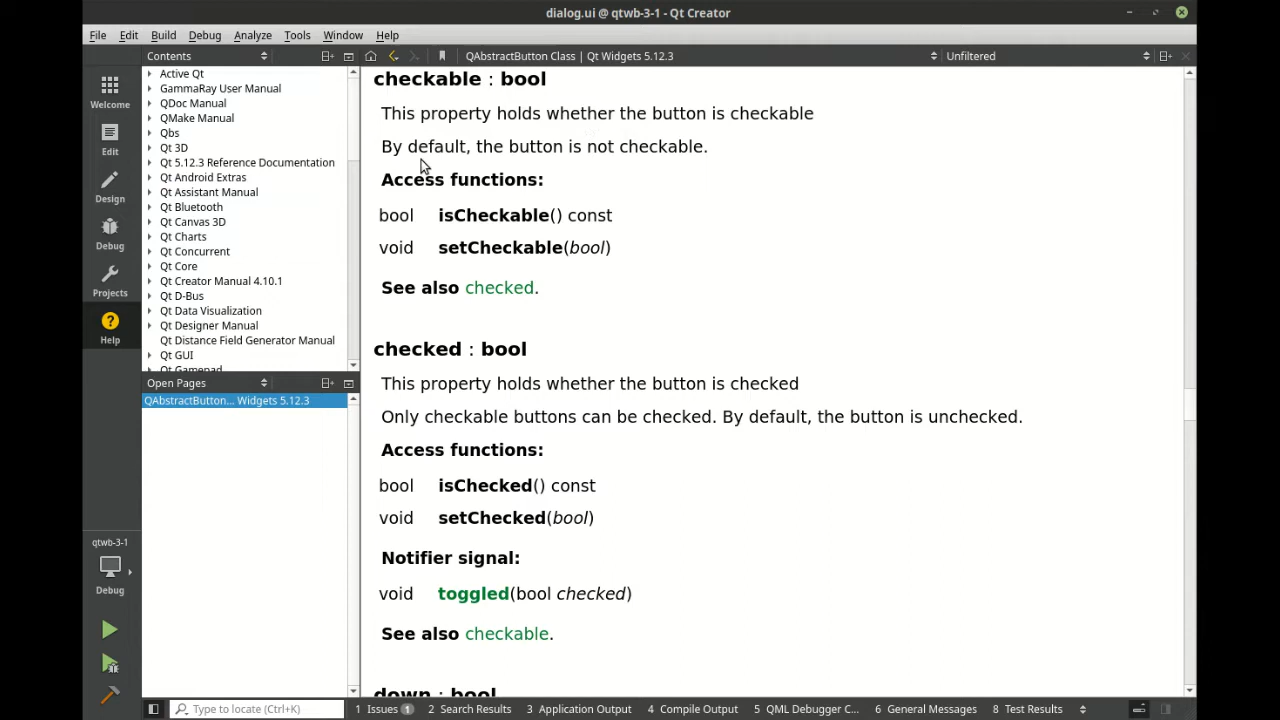 dialog.ui @ qtwb-3-1 - Qt Creator
File Edit Build Debug Analyze Tools Window Help
Contents
QAbstractButton Class | Qt Widgets 5.12.3
Unfiltered
Welcome
Edit
Design
Debug
Projects
Help
Active Qt
GammaRay User Manual
QDoc Manual
QMake Manual
Qbs
Qt 3D
Qt 5.12.3 Reference Documentation
Qt Android Extras
Qt Assistant Manual
Qt Bluetooth
Qt Canvas 3D
Qt Charts
Qt Concurrent
Qt Core
Qt Creator Manual 4.10.1
Qt D-Bus
Qt Data Visualization
Qt Designer Manual
Qt Distance Field Generator Manual
Qt GUI
Qt Gamepad
Open Pages
QAbstractButton... Widgets 5.12.3
checkable : bool
This property holds whether the button is checkable
By default, the button is not checkable.
Access functions:
bool isCheckable() const
void setCheckable(bool)
See also checked.
checked : bool
This property holds whether the button is checked
Only checkable buttons can be checked. By default, the button is unchecked.
Access functions:
bool isChecked() const
void setChecked(bool)
Notifier signal:
void toggled(bool checked)
See also checkable.
down : bool
qtwb-3-1
Debug
Type to locate (Ctrl+K)
1 Issues 1 2 Search Results 3 Application Output 4 Compile Output 5 QML Debugger C... 6 General Messages 8 Test Results